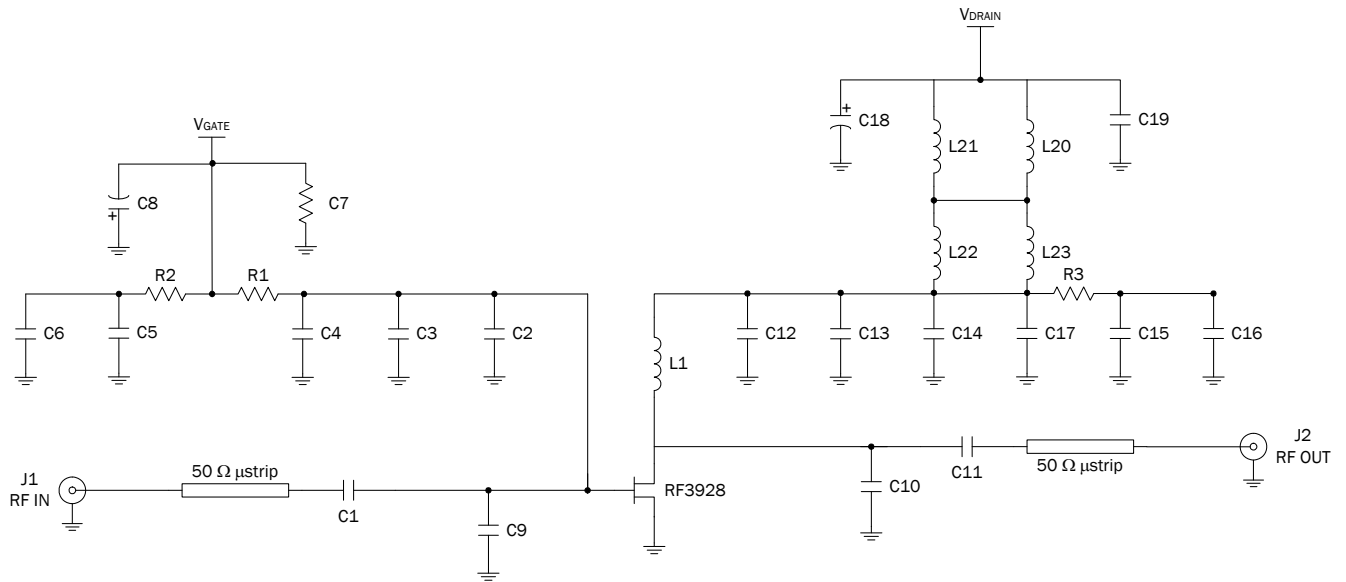 VDRAIN
C18
C19
L21
L20
VGATE
C8
C7
+
+
L22
L23
R2
R1
R3
C6
C5
C4
C3
C2
C12
C13
C14
C17
C15
C16
L1
J1
RF IN
50 Ω µstrip
C1
C9
RF3928
C10
C11
50 Ω µstrip
J2
RF OUT